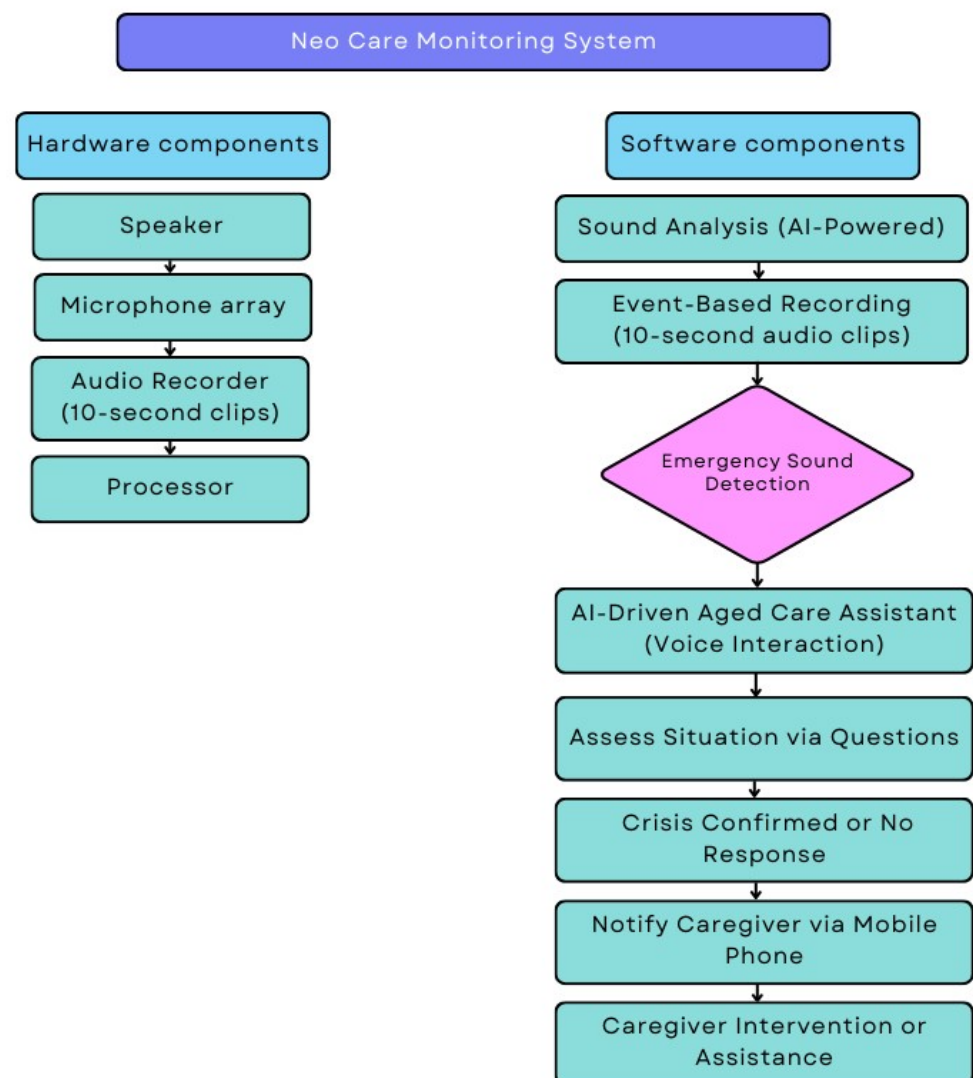 Neo Care Monitoring System
Hardware components
Speaker
Microphone array
Audio Recorder
(10-second clips)
Processor
Software components
Sound Analysis (AI-Powered)
Event-Based Recording
(10-second audio clips)
Emergency Sound
Detection
AI-Driven Aged Care Assistant
(Voice Interaction)
Assess Situation via Questions
Crisis Confirmed or No
Response
Notify Caregiver via Mobile
Phone
Caregiver Intervention or
Assistance